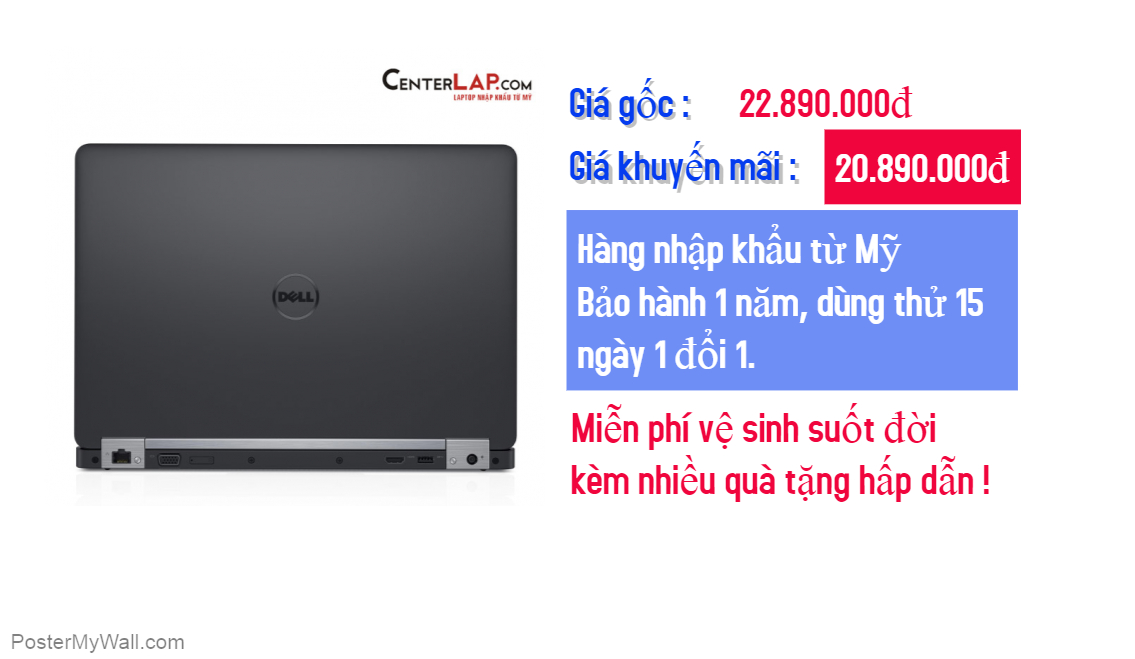 CENTERLAP.COM
LAPTOP NHẬP KHẨU TỪ MỸ
Giá gốc : 22.890.000đ
Giá khuyến mãi : 20.890.000đ
Hàng nhập khẩu từ Mỹ
Bảo hành 1 năm, dùng thử 15
ngày 1 đổi 1.
DELL
Miễn phí vệ sinh suốt đời
kèm nhiều quà tặng hấp dẫn !
PosterMyWall.com